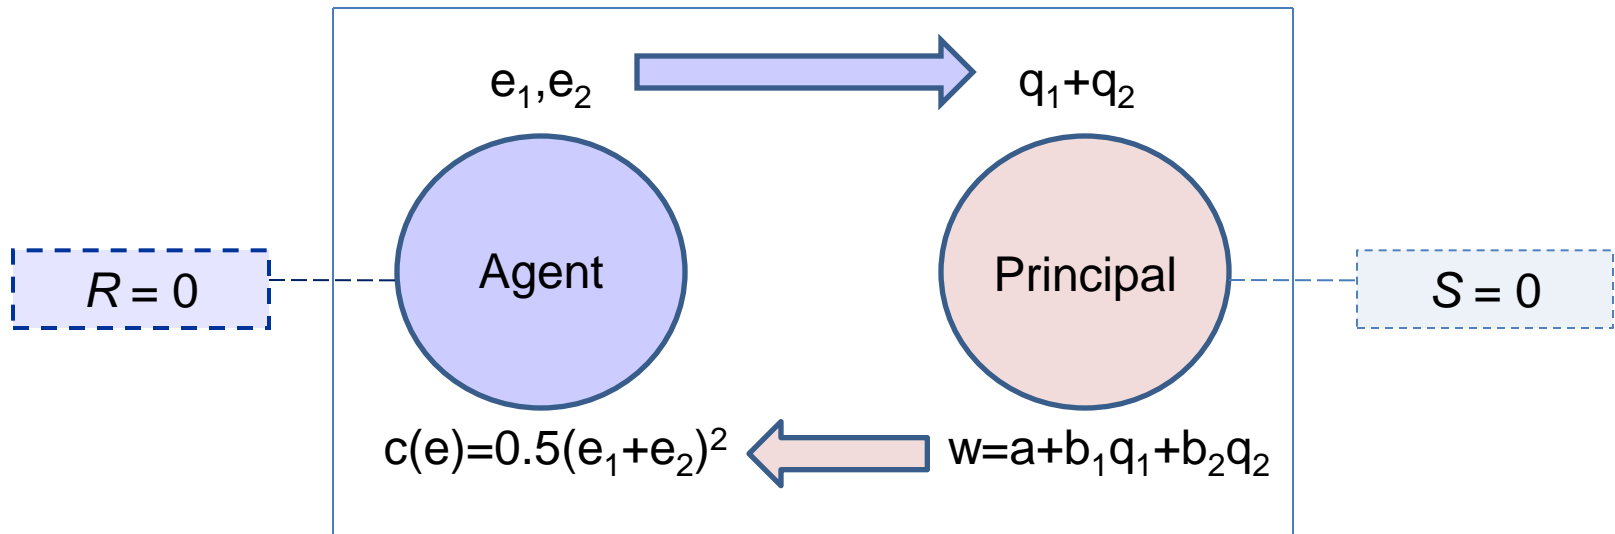 e₁,e₂
q₁+q₂
Agent
Principal
R = 0
S = 0
c(e)=0.5(e₁+e₂)²
w=a+b₁q₁+b₂q₂